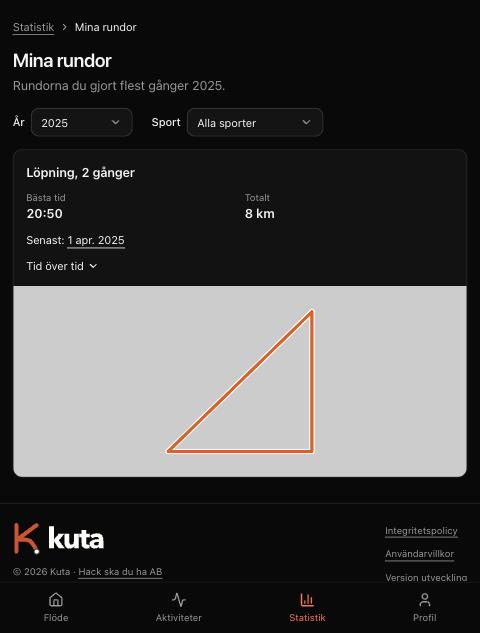 Statistik > Mina rundor
Mina rundor
Rundorna du gjort flest gånger 2025.
År 2025 Sport Alla sporter
Löpning, 2 gånger
Bästa tid Totalt
20:50 8 km
Senast: 1 apr. 2025
Tid över tid
kuta
Integritetspolicy
Användarvillkor
© 2026 Kuta · Hack ska du ha AB
Version utveckling
Flöde Aktiviteter Statistik Profil